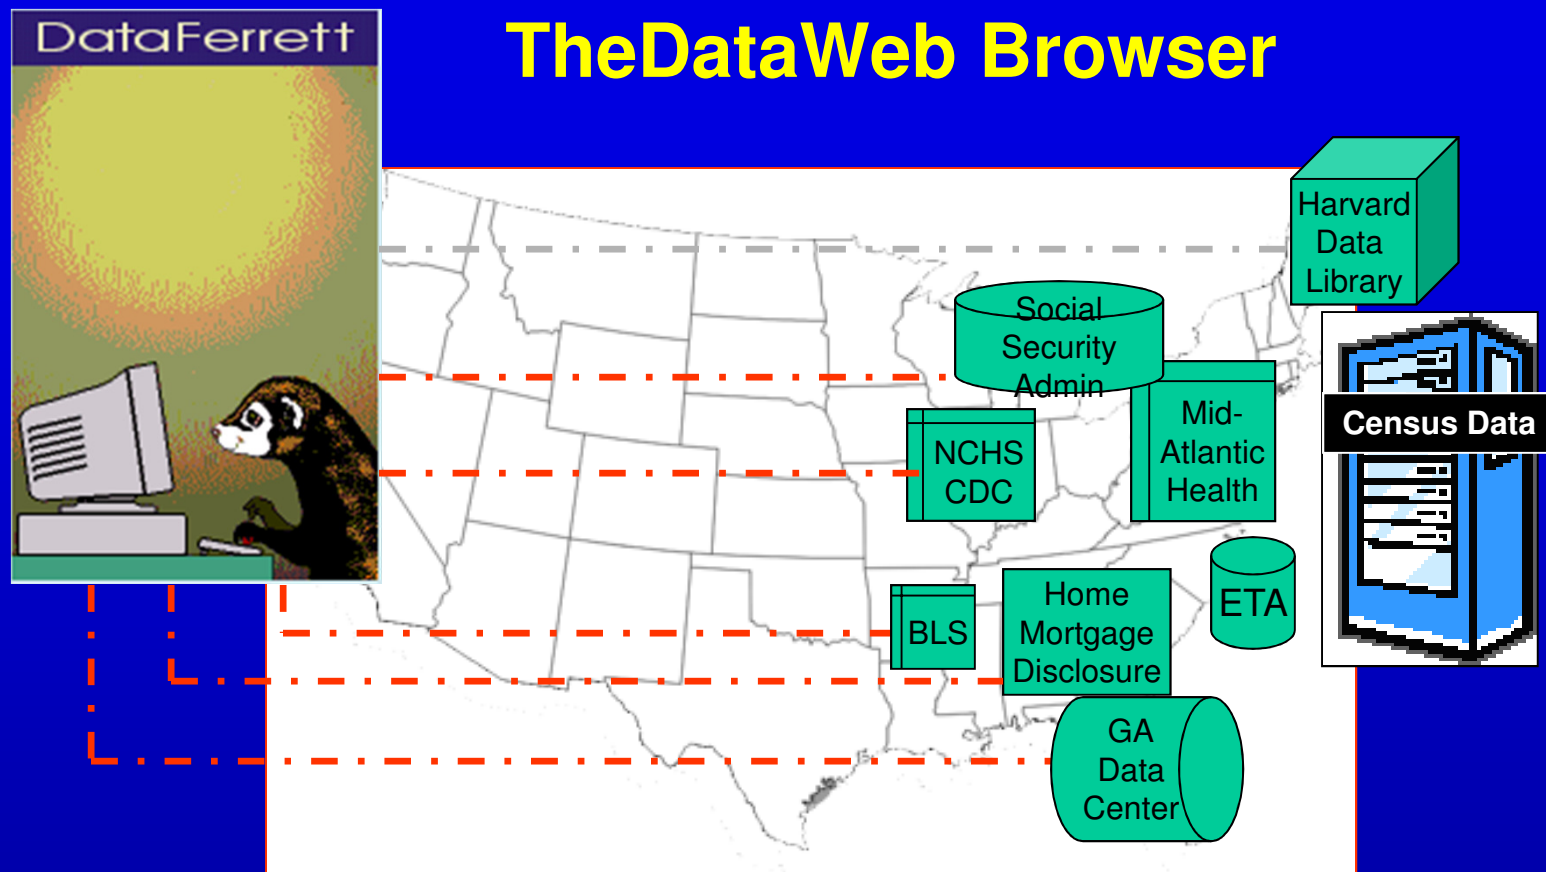 DataFerrett
TheDataWeb Browser
Harvard
Data
Library
Social
Security
Admin
Census Data
Mid-
Atlantic
Health
NCHS
CDC
ETA
Home
Mortgage
Disclosure
BLS
GA
Data
Center